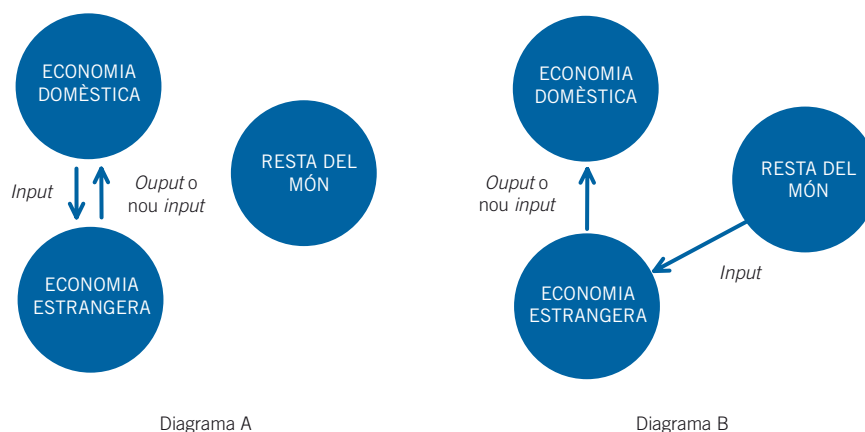 ECONOMIA
DOMÈSTICA
RESTA DEL
MÓN
Input
Ouput o
nou input
ECONOMIA
ESTRANGERA
Diagrama A
ECONOMIA
DOMÈSTICA
RESTA DEL
MÓN
Ouput o
nou input
Input
ECONOMIA
ESTRANGERA
Diagrama B